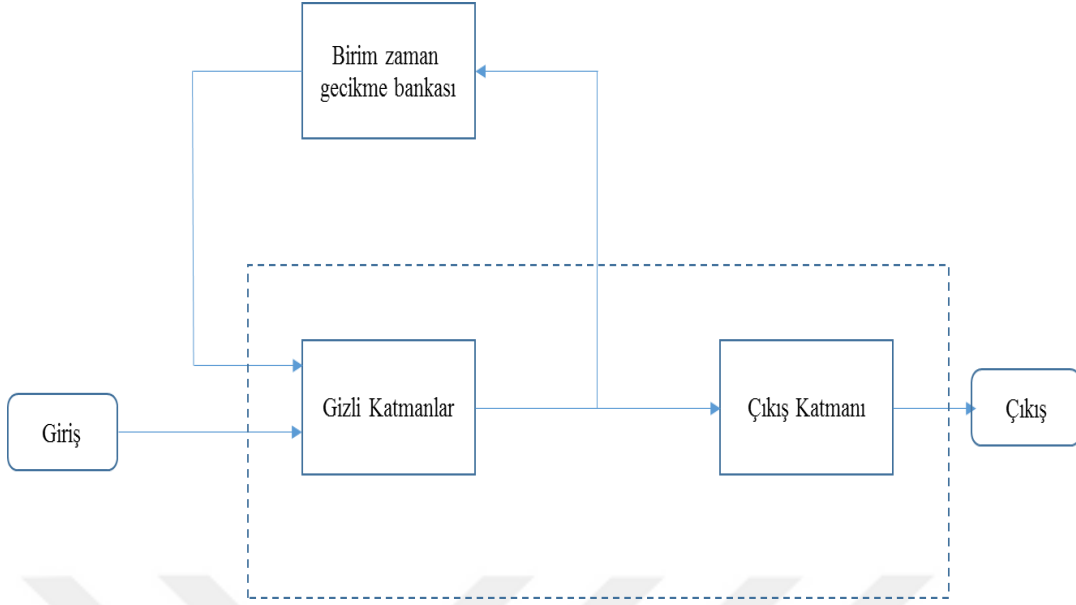 Birim zaman
gecikme bankası
Gizli Katmanlar
Çıkış Katmanı
Giriş
Çıkış